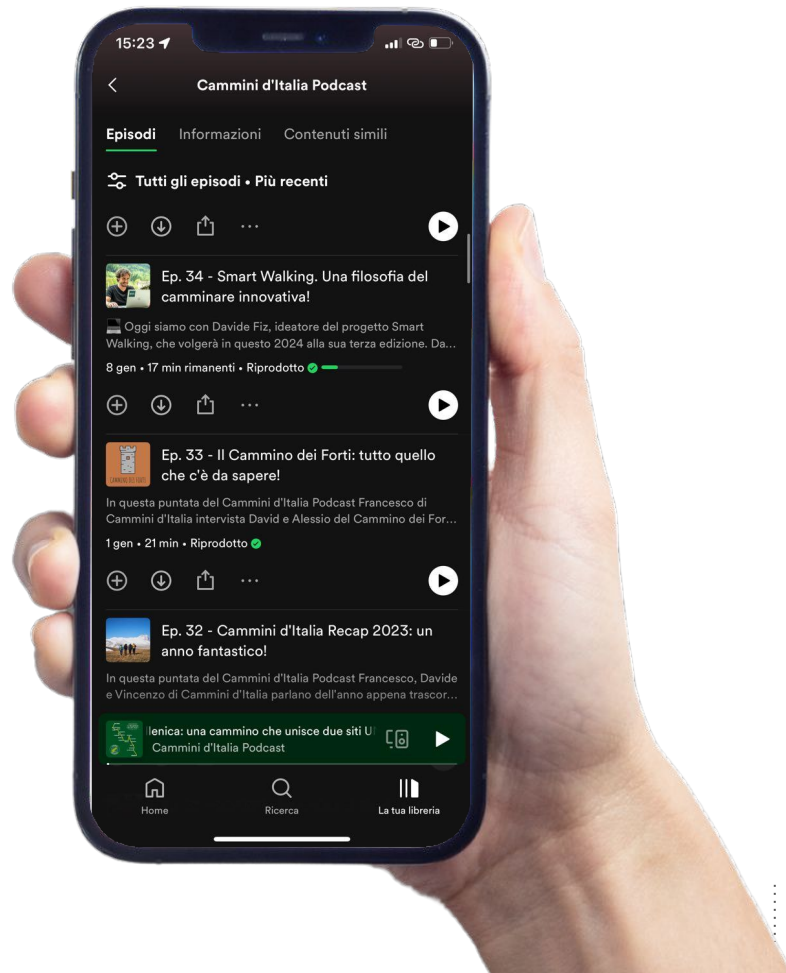 15:23
Cammini d'Italia Podcast
Episodi Informazioni Contenuti simili
Tutti gli episodi • Più recenti
Ep. 34 - Smart Walking. Una filosofia del
camminare innovativa!
Oggi siamo con Davide Fiz, ideatore del progetto Smart
Walking, che volgerà in questo 2024 alla sua terza edizione. Da...
8 gen • 17 min rimanenti • Riprodotto
CAMMINO DEI FORTI
Ep. 33 - Il Cammino dei Forti: tutto quello
che c'è da sapere!
In questa puntata del Cammini d'Italia Podcast Francesco di
Cammini d'Italia intervista David e Alessio del Cammino dei For...
1 gen • 21 min • Riprodotto
Ep. 32 - Cammini d'Italia Recap 2023: un
anno fantastico!
In questa puntata del Cammini d'Italia Podcast Francesco, Davide
e Vincenzo di Cammini d'Italia parlano dell'anno appena trascor...
lenica: una cammino che unisce due siti U
Cammini d'Italia Podcast
Home Ricerca La tua libreria